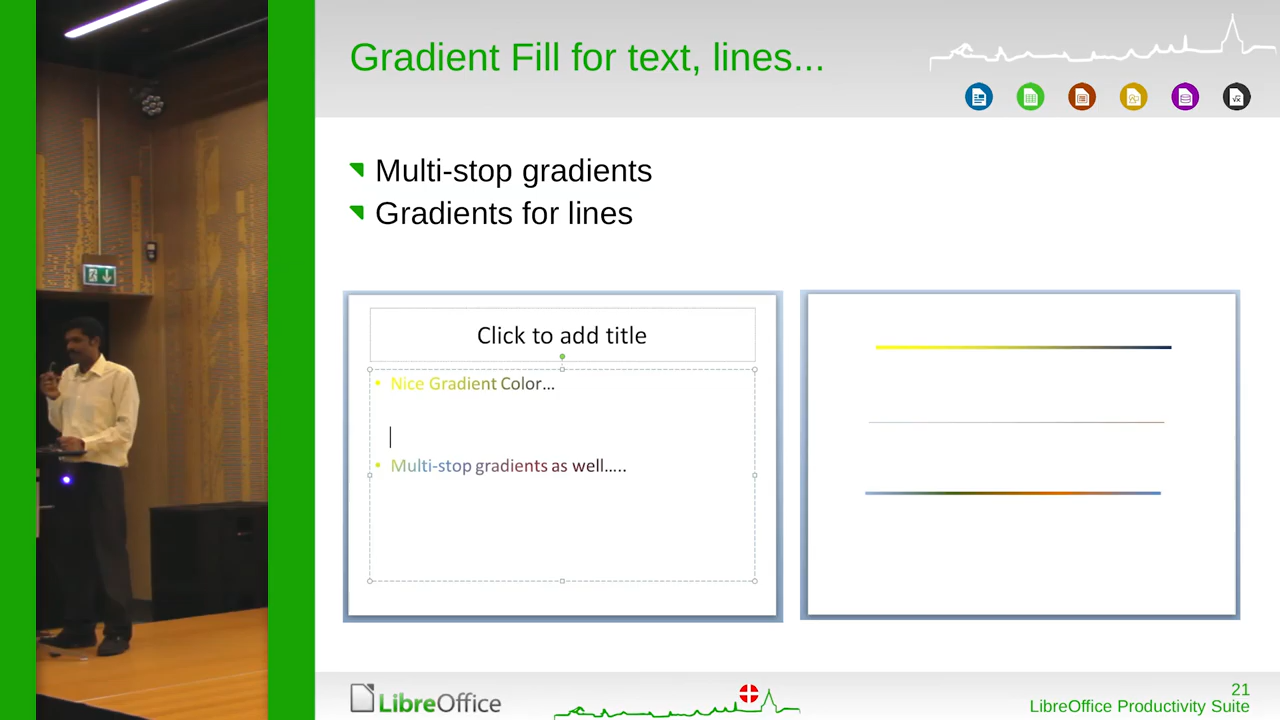 Gradient Fill for text, lines...
Multi-stop gradients
Gradients for lines
Click to add title
Nice Gradient Color...
Multi-stop gradients as well.....
LibreOffice
21
LibreOffice Productivity Suite